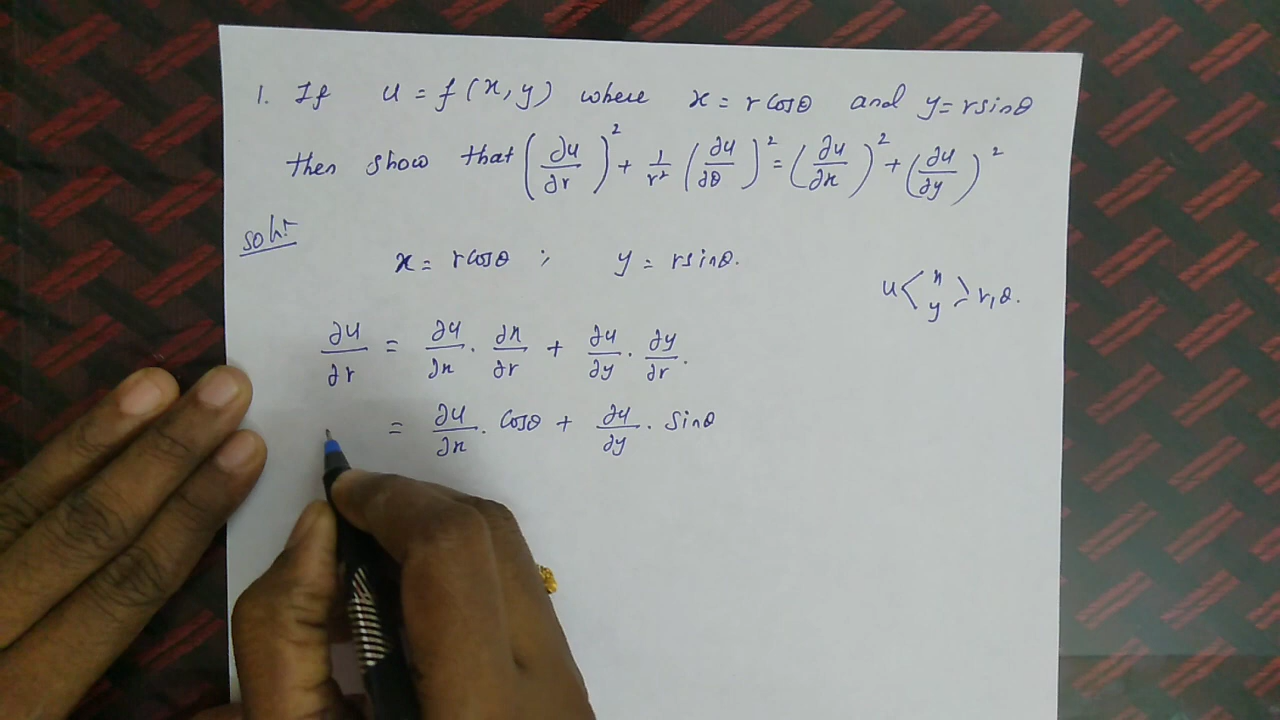 1. If u = f(x, y) where x = r cosθ and y = r sinθ
then show that (∂u/∂r)² + 1/r² (∂u/∂θ)² = (∂u/∂x)² + (∂u/∂y)²
soln:
x = r cosθ ; y = r sinθ.
u < x y > r, θ.
∂u/∂r = ∂u/∂x . ∂x/∂r + ∂u/∂y . ∂y/∂r.
= ∂u/∂x . cosθ + ∂u/∂y . sinθ